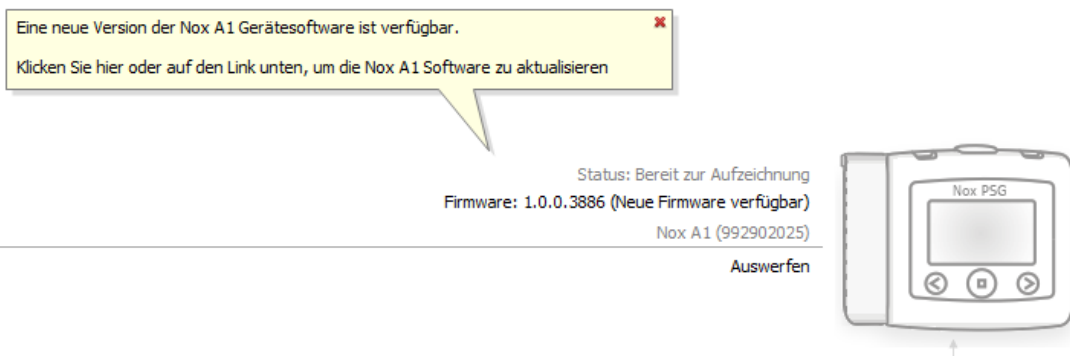 Eine neue Version der Nox A1 Gerätesoftware ist verfügbar.
Klicken Sie hier oder auf den Link unten, um die Nox A1 Software zu aktualisieren
Status: Bereit zur Aufzeichnung
Firmware: 1.0.0.3886 (Neue Firmware verfügbar)
Nox A1 (992902025)
Auswerfen
Nox PSG